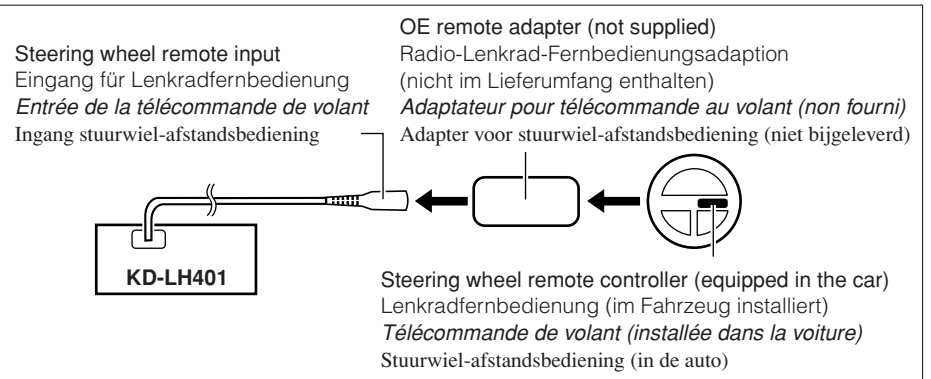 Steering wheel remote input
Eingang für Lenkradfernbedienung
Entrée de la télécommande de volant
Ingang stuurwiel-afstandsbediening
OE remote adapter (not supplied)
Radio-Lenkrad-Fernbedienungsadaption
(nicht im Lieferumfang enthalten)
Adaptateur pour télécommande au volant (non fourni)
Adapter voor stuurwiel-afstandsbediening (niet bijgeleverd)
KD-LH401
Steering wheel remote controller (equipped in the car)
Lenkradfernbedienung (im Fahrzeug installiert)
Télécommande de volant (installée dans la voiture)
Stuurwiel-afstandsbediening (in de auto)